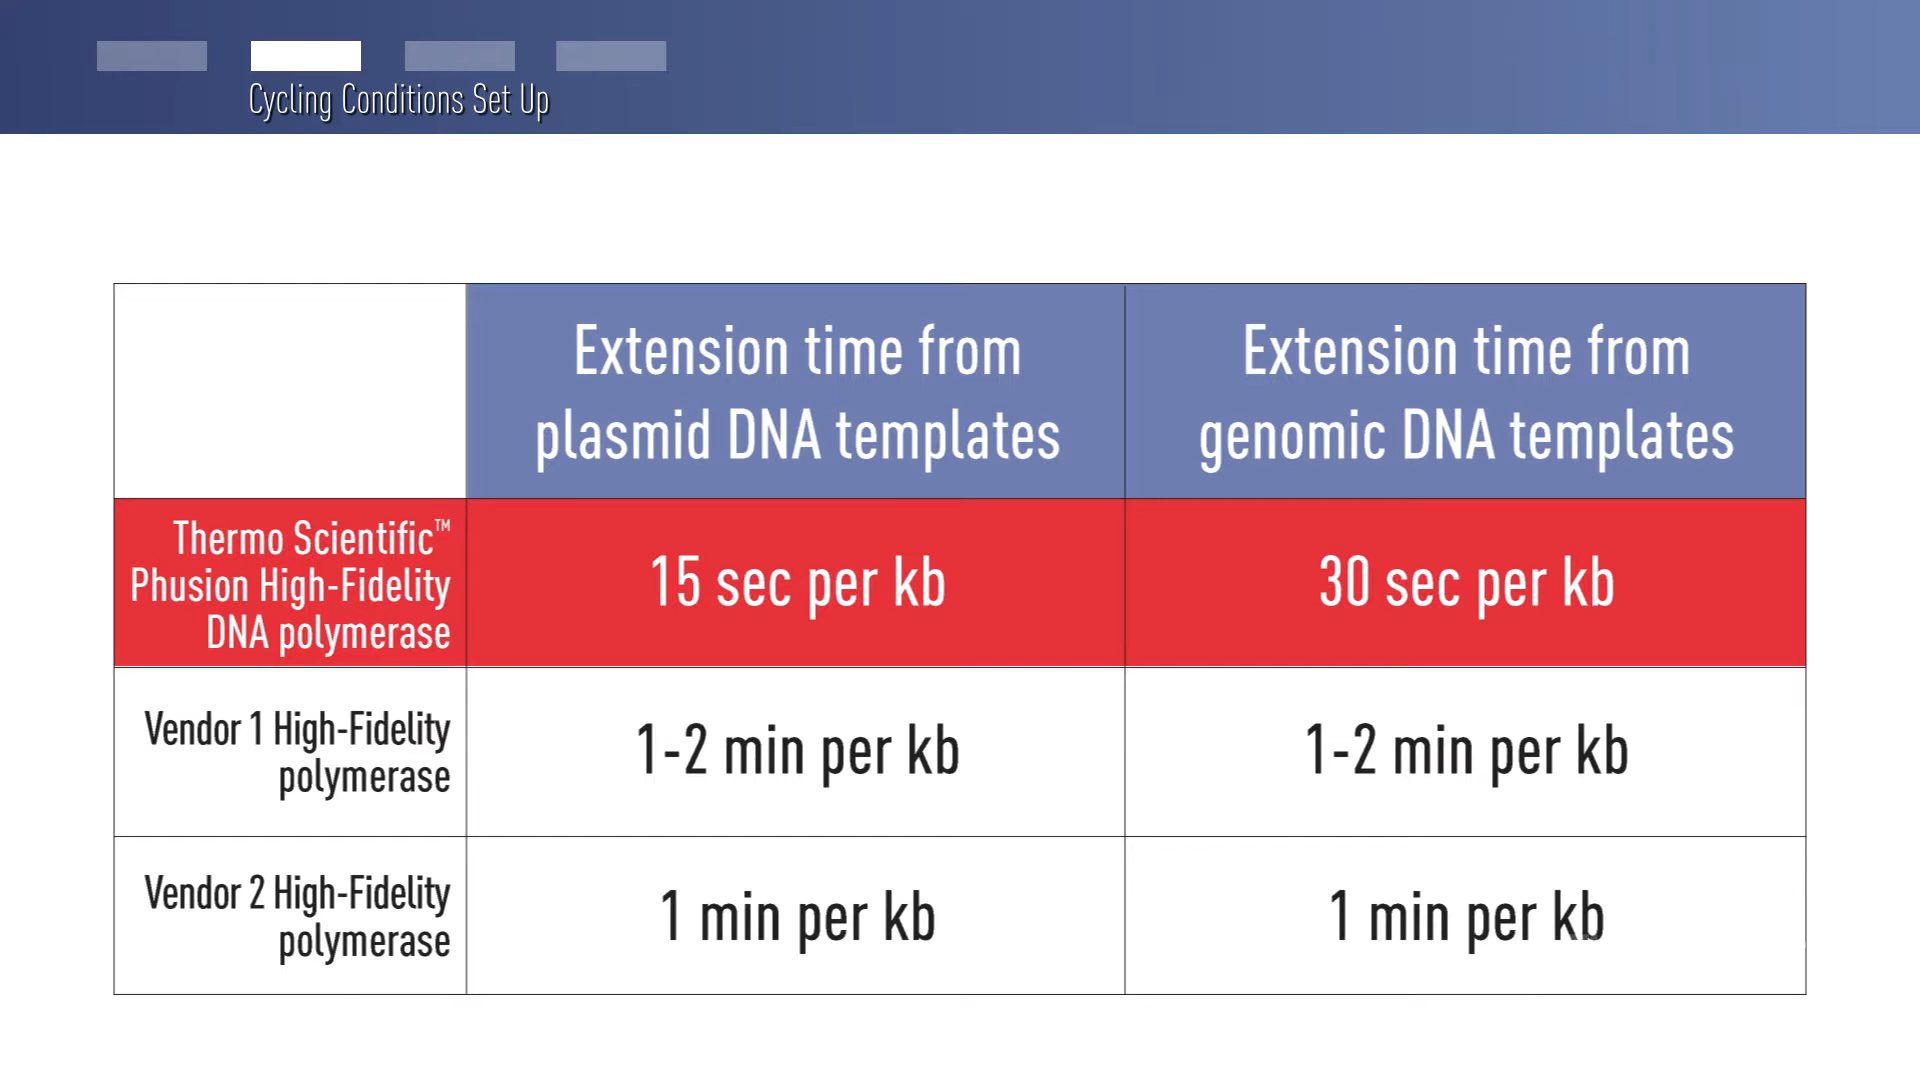 Cycling Conditions Set Up
Extension time from
plasmid DNA templates
Extension time from
genomic DNA templates
Thermo Scientific™
Phusion High-Fidelity
DNA polymerase
15 sec per kb
30 sec per kb
Vendor 1 High-Fidelity
polymerase
1-2 min per kb
1-2 min per kb
Vendor 2 High-Fidelity
polymerase
1 min per kb
1 min per kb